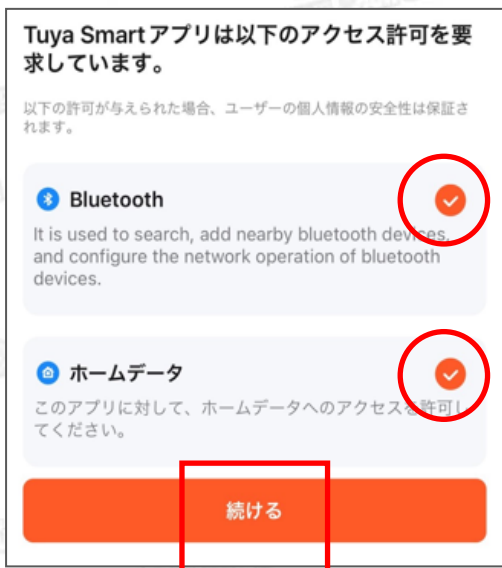 Tuya Smartアプリは以下のアクセス許可を要
求しています。
以下の許可が与えられた場合、ユーザーの個人情報の安全性は保証さ
れます。
Bluetooth
It is used to search, add nearby bluetooth devices,
and configure the network operation of bluetooth
devices.
ホームデータ
このアプリに対して、ホームデータへのアクセスを許可し
てください。
続ける